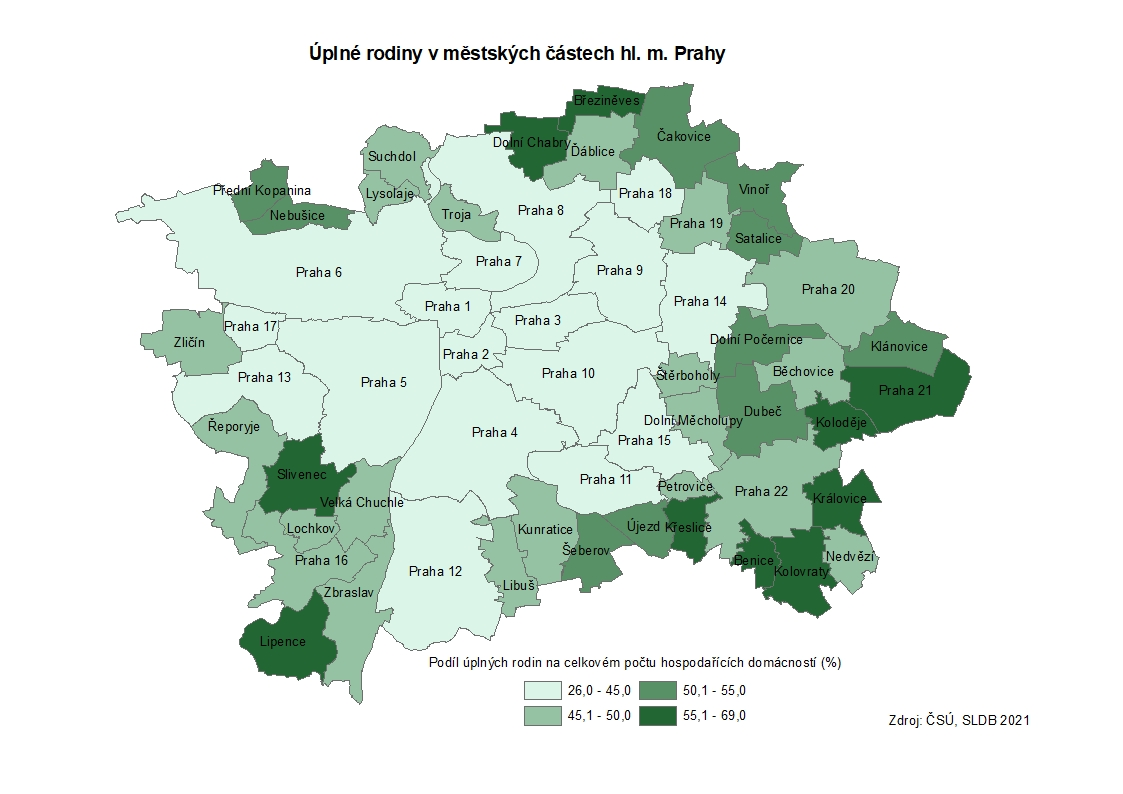 Úplné rodiny v městských částech hl. m. Prahy
Březiněves
Dolní Chabry
Čakovice
Ďáblice
Suchdol
Přední Kopanina
Lysolaje
Praha 18
Vinoř
Nebušice
Troja
Praha 8
Praha 19
Satalice
Praha 7
Praha 6
Praha 9
Praha 20
Praha 1
Praha 14
Praha 3
Praha 17
Zličín
Dolní Počernice
Klánovice
Praha 2
Praha 13
Praha 5
Praha 10
Štěrboholy
Běchovice
Praha 21
Řeporyje
Praha 4
Dolní Měcholupy
Dubeč
Koloděje
Praha 15
Slivenec
Praha 11
Petrovice
Praha 22
Královice
Velká Chuchle
Lochkov
Kunratice
Újezd
Křeslice
Šeberov
Praha 16
Praha 12
Benice
Kolovraty
Nedvězí
Libuš
Zbraslav
Lipence
Podíl úplných rodin na celkovém počtu hospodařících domácností (%)
26,0 - 45,0
50,1 - 55,0
45,1 - 50,0
55,1 - 69,0
Zdroj: ČSÚ, SLDB 2021